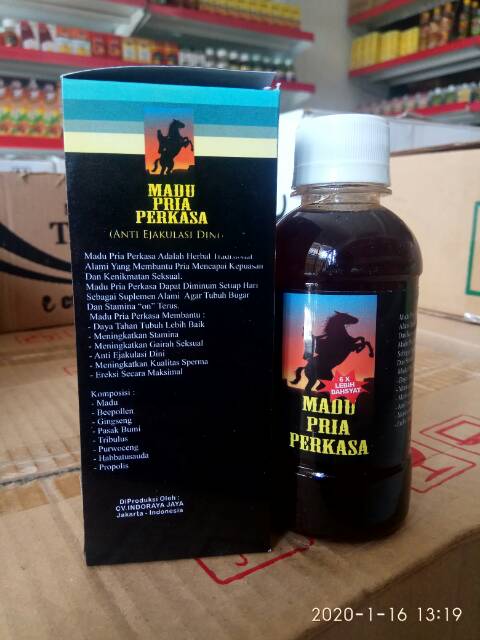 MADU
PRIA
PERKASA
(ANTI EJAKULASI DINI)
Madu Pria Perkasa Adalah Herbal Tradisional
Alami Yang Membantu Pria Mencapai Kepuasan
Dan Kenikmatan Seksual.
Madu Pria Perkasa Dapat Diminum Setiap Hari
Sebagai Suplemen Alami Agar Tubuh Bugar
Dan Stamina "on" Terus.
Madu Pria Perkasa Membantu :
- Daya Tahan Tubuh Lebih Baik
- Meningkatkan Stamina
- Meningkatkan Gairah Seksual
- Anti Ejakulasi Dini
- Meningkatkan Kualitas Sperma
- Ereksi Secara Maksimal
Komposisi :
- Madu
- Beepollen
- Gingseng
- Pasak Bumi
- Tribulus
- Purwoceng
- Habbatusauda
- Propolis
DiProduksi Oleh :
CV.INDORAYA JAYA
Jakarta - Indonesia
6 X
LEBIH
DAHSYAT
MADU
PRIA
PERKASA
2020-1-16 13:19